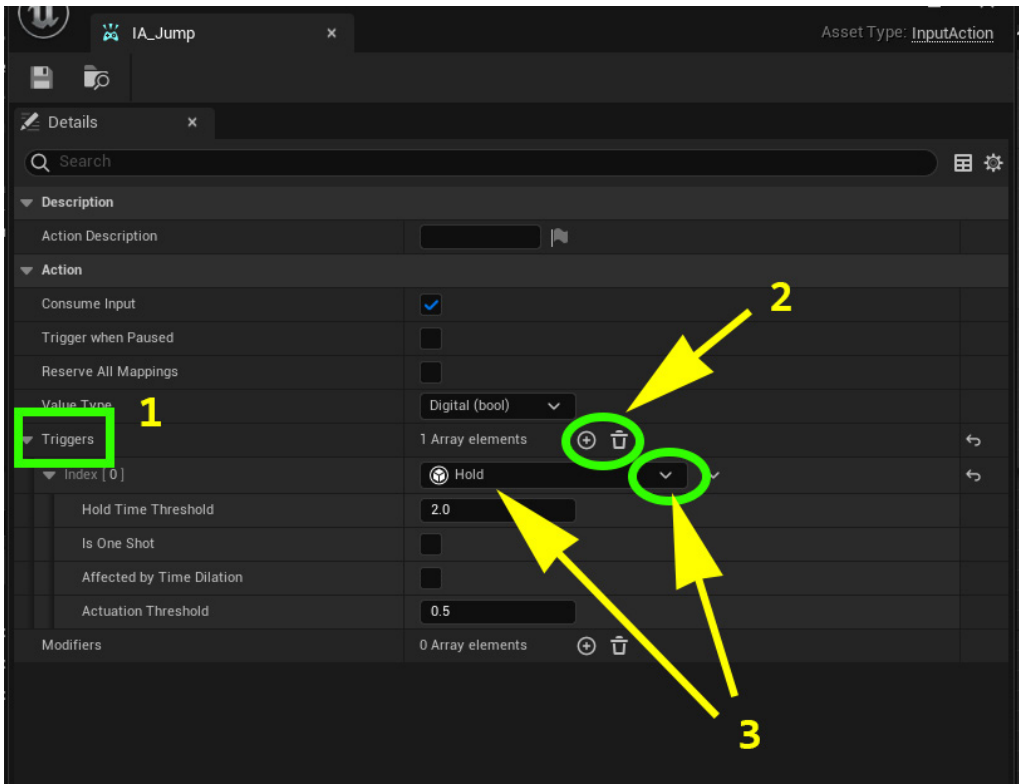 IA_Jump
Asset Type: InputAction
Details
Search
Description
Action Description
Action
Consume Input
2
Trigger when Paused
Reserve All Mappings
Value Type
Digital (bool)
1
Triggers
1 Array elements
Index [ 0 ]
Hold
Hold Time Threshold
2.0
Is One Shot
Affected by Time Dilation
Actuation Threshold
0.5
Modifiers
0 Array elements
3